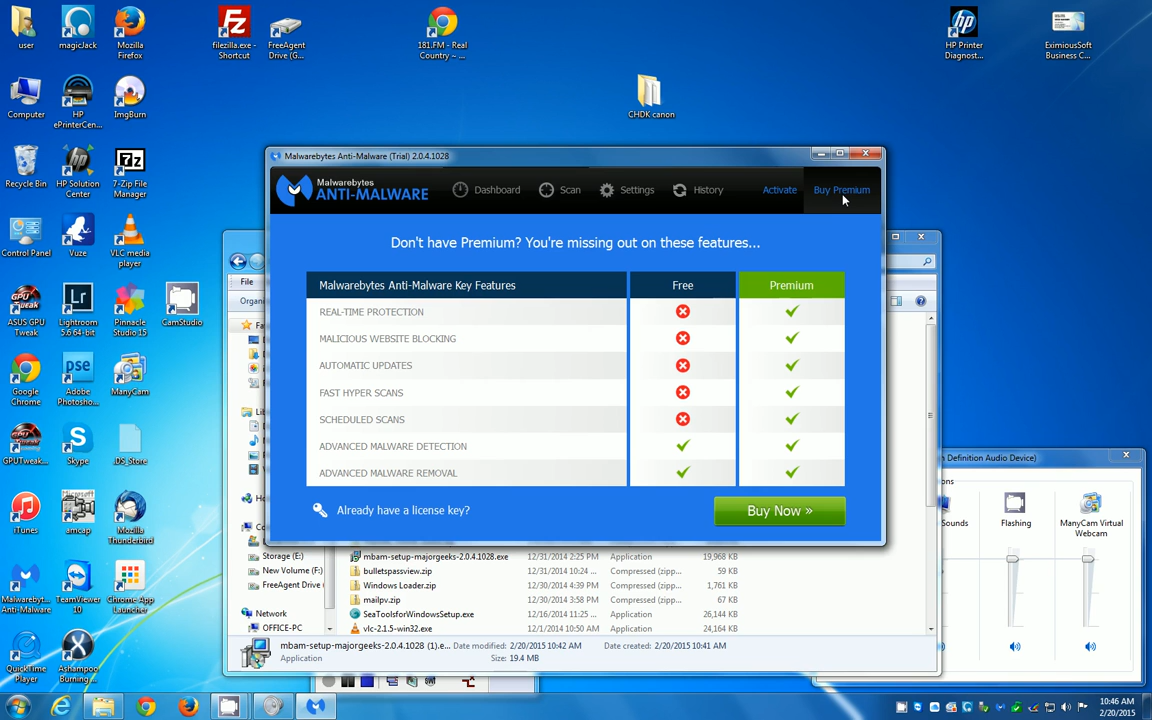 user
magicJack
Mozilla
Firefox
filezilla.exe -
Shortcut
FreeAgent
Drive (G...
181.FM - Real
Country ~ ...
HP Printer
Diagnost...
EximiousSoft
Business C...
Computer
HP
ePrinterCen...
ImgBurn
CHDK canon
Recycle Bin
HP Solution
Center
7-Zip File
Manager
Control Panel
Vuze
VLC media
player
ASUS GPU
Tweak
Lightroom
5.6 64-bit
Pinnacle
Studio 15
CamStudio
Google
Chrome
Adobe
Photosho...
ManyCam
GPUTweak...
Skype
.DS_Store
iTunes
amcap
Mozilla
Thunderbird
Malwareby...
Anti-Malware
TeamViewer
10
Chrome App
Launcher
QuickTime
Player
Ashampoo
Burning ...
Malwarebytes Anti-Malware (Trial) 2.0.4.1028
Malwarebytes
ANTI-MALWARE
Dashboard
Scan
Settings
History
Activate
Buy Premium
Don't have Premium? You're missing out on these features...
Malwarebytes Anti-Malware Key Features
Free
Premium
REAL-TIME PROTECTION
MALICIOUS WEBSITE BLOCKING
AUTOMATIC UPDATES
FAST HYPER SCANS
SCHEDULED SCANS
ADVANCED MALWARE DETECTION
ADVANCED MALWARE REMOVAL
Already have a license key?
Buy Now »
File
Organi
Fa
Lib
Ho
Co
Storage (E:)
New Volume (F:)
FreeAgent Drive
Network
OFFICE-PC
mbam-setup-majorgeeks-2.0.4.1028.exe 12/31/2014 2:25 PM Application 19,968 KB
bulletspassview.zip 12/30/2014 10:24 ... Compressed (zipp... 59 KB
Windows Loader.zip 12/30/2014 4:39 PM Compressed (zipp... 1,761 KB
mailpv.zip 12/30/2014 3:58 PM Compressed (zipp... 67 KB
SeaToolsforWindowsSetup.exe 12/16/2014 11:25 ... Application 26,144 KB
vlc-2.1.5-win32.exe 12/1/2014 10:50 AM Application 24,164 KB
mbam-setup-majorgeeks-2.0.4.1028 (1).e... Date modified: 2/20/2015 10:42 AM Date created: 2/20/2015 10:41 AM
Application Size: 19.4 MB
Definition Audio Device)
ons
Sounds
Flashing
ManyCam Virtual
Webcam
10:46 AM
2/20/2015